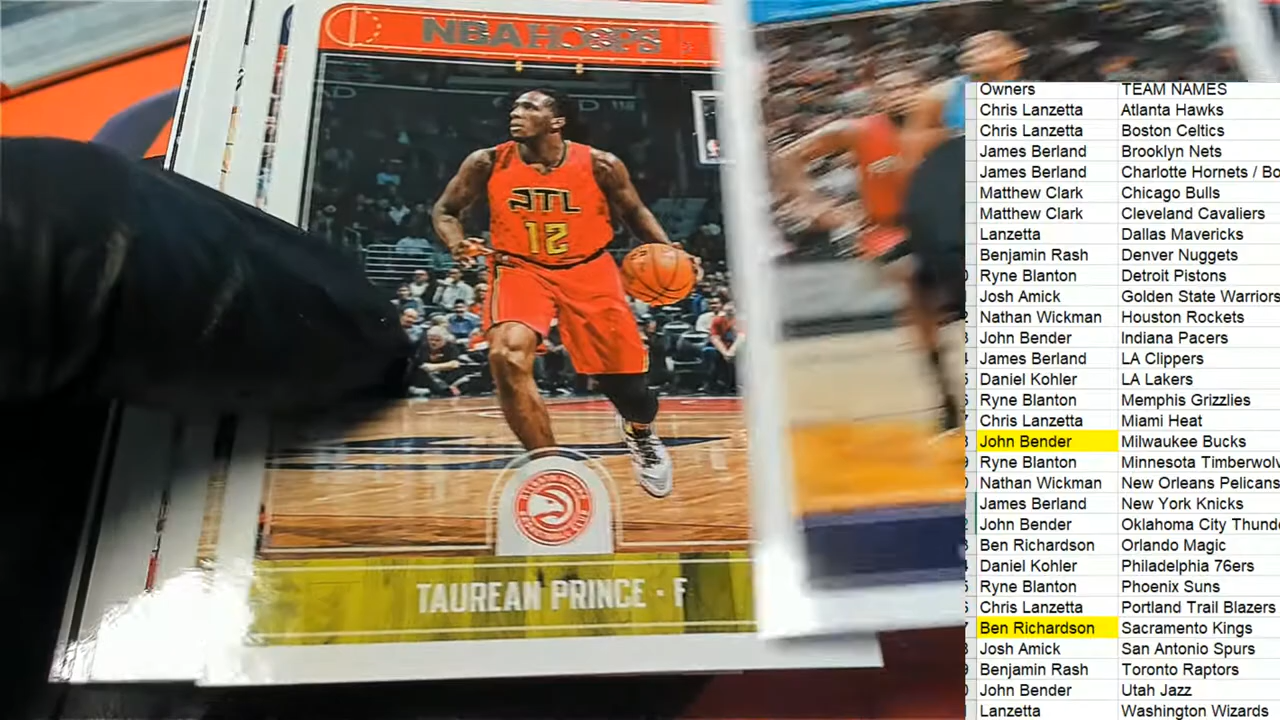 NBA HOOPS
ATL
12
TAUREAN PRINCE · F
Owners TEAM NAMES
Chris Lanzetta Atlanta Hawks
Chris Lanzetta Boston Celtics
James Berland Brooklyn Nets
James Berland Charlotte Hornets / Bo
Matthew Clark Chicago Bulls
Matthew Clark Cleveland Cavaliers
Lanzetta Dallas Mavericks
Benjamin Rash Denver Nuggets
Ryne Blanton Detroit Pistons
Josh Amick Golden State Warriors
Nathan Wickman Houston Rockets
John Bender Indiana Pacers
James Berland LA Clippers
Daniel Kohler LA Lakers
Ryne Blanton Memphis Grizzlies
Chris Lanzetta Miami Heat
John Bender Milwaukee Bucks
Ryne Blanton Minnesota Timberwolv
Nathan Wickman New Orleans Pelicans
James Berland New York Knicks
John Bender Oklahoma City Thunde
Ben Richardson Orlando Magic
Daniel Kohler Philadelphia 76ers
Ryne Blanton Phoenix Suns
Chris Lanzetta Portland Trail Blazers
Ben Richardson Sacramento Kings
Josh Amick San Antonio Spurs
Benjamin Rash Toronto Raptors
John Bender Utah Jazz
Lanzetta Washington Wizards